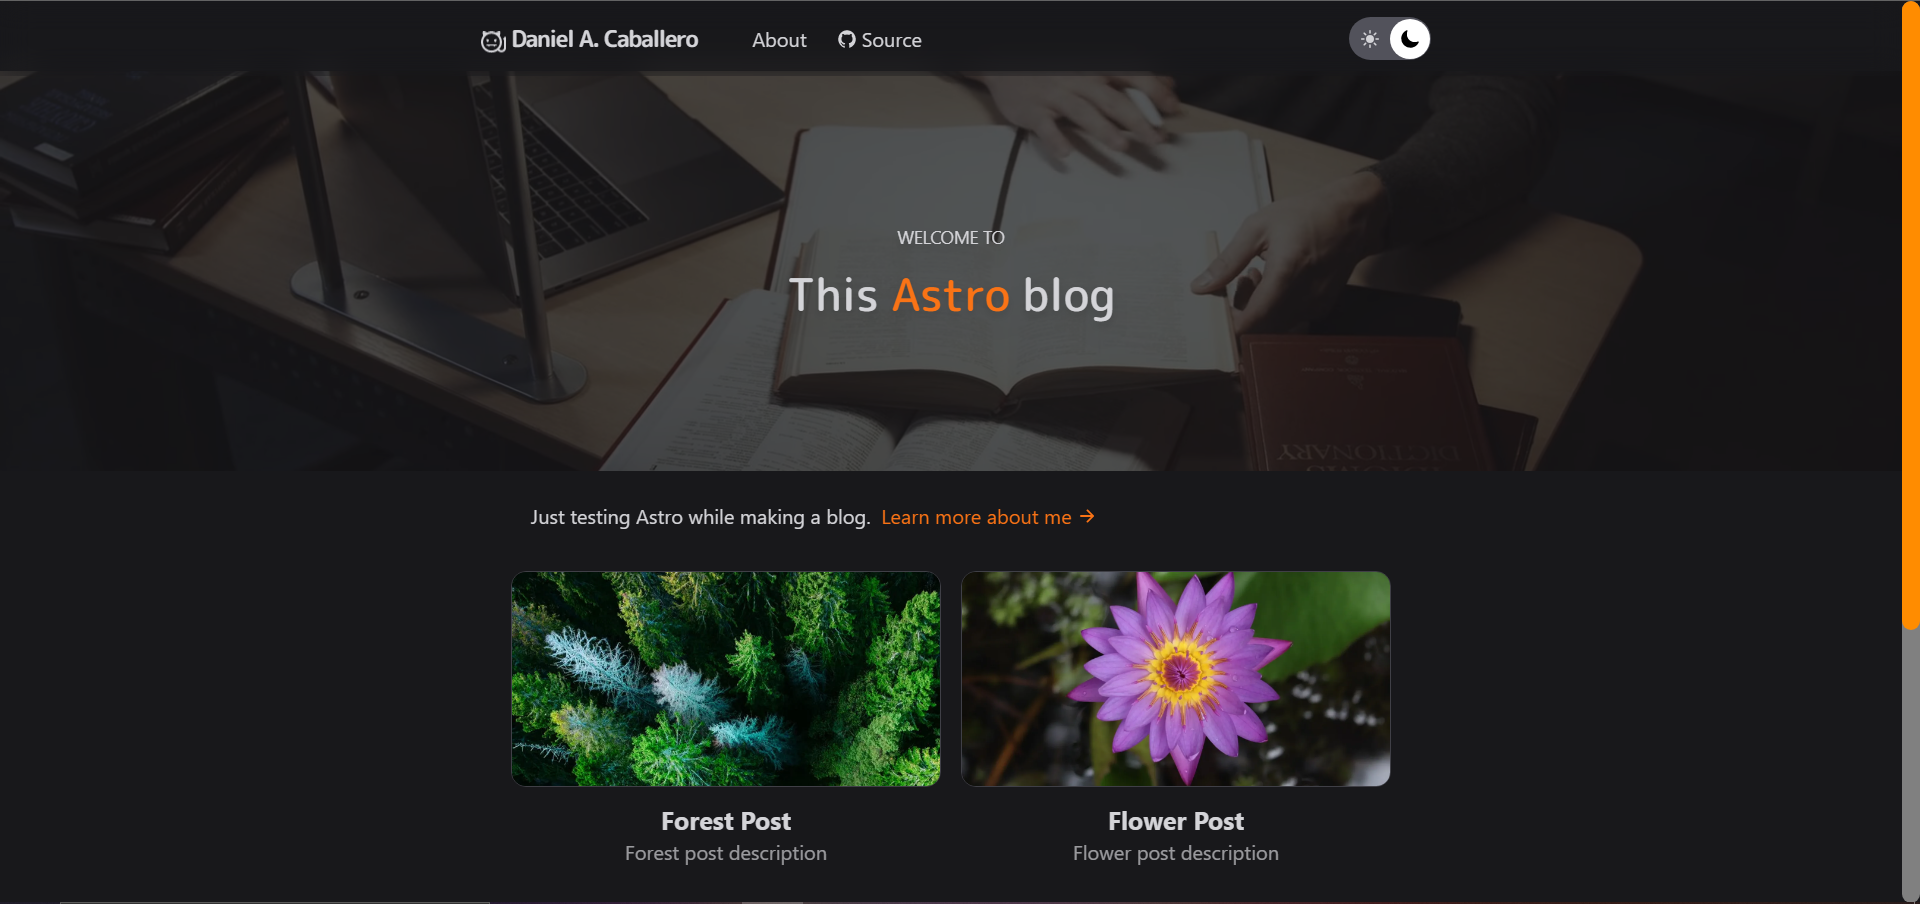 Daniel A. Caballero
About
Source
WELCOME TO
This Astro blog
DICTIONARY
Just testing Astro while making a blog. Learn more about me →
Forest Post
Forest post description
Flower Post
Flower post description